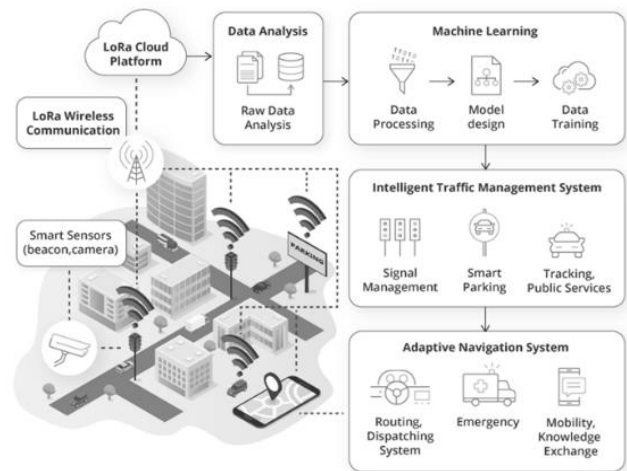 LoRa Cloud
Platform
Data Analysis
Raw Data
Analysis
Machine Learning
Data
Processing
Model
design
Data
Training
LoRa Wireless
Communication
Smart Sensors
(beacon,camera)
PARKING
Intelligent Traffic Management System
Signal
Management
Smart
Parking
Tracking,
Public Services
Adaptive Navigation System
Routing,
Dispatching
System
Emergency
Mobility,
Knowledge
Exchange